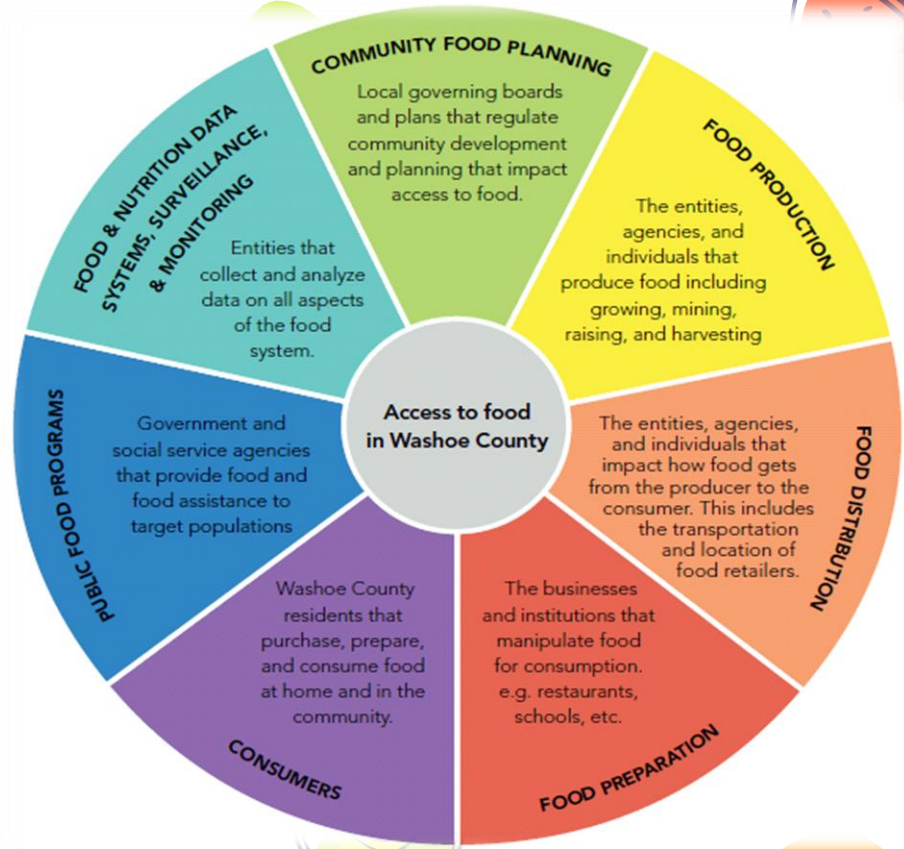 COMMUNITY FOOD PLANNING
Local governing boards
and plans that regulate
community development
and planning that impact
access to food.
FOOD PRODUCTION
The entities,
agencies, and
individuals that
produce food including
growing, mining,
raising, and harvesting
FOOD DISTRIBUTION
The entities, agencies,
and individuals that
impact how food gets
from the producer to the
consumer. This includes
the transportation
and location of
food retailers.
The businesses
and institutions that
manipulate food
for consumption.
e.g. restaurants,
schools, etc.
FOOD PREPARATION
Washoe County
residents that
purchase, prepare,
and consume food
at home and in the
community.
CONSUMERS
PUBLIC FOOD PROGRAMS
Government and
social service agencies
that provide food and
food assistance to
target populations
FOOD & NUTRITION DATA
SYSTEMS, SURVEILLANCE,
& MONITORING
Entities that
collect and analyze
data on all aspects
of the food
system.
Access to food
in Washoe County